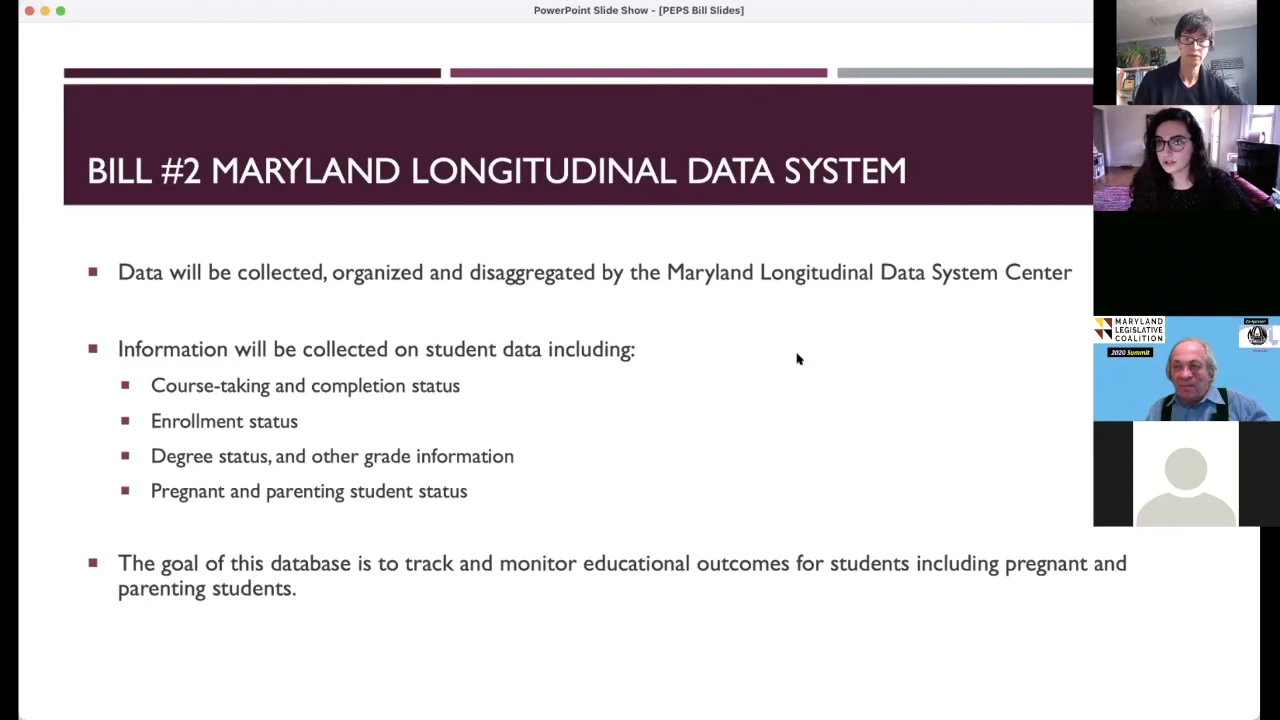 PowerPoint Slide Show - [PEPS Bill Slides]
BILL #2 MARYLAND LONGITUDINAL DATA SYSTEM
Data will be collected, organized and disaggregated by the Maryland Longitudinal Data System Center
Information will be collected on student data including:
Course-taking and completion status
Enrollment status
Degree status, and other grade information
Pregnant and parenting student status
The goal of this database is to track and monitor educational outcomes for students including pregnant and
parenting students.
MARYLAND
LEGISLATIVE
COALITION
2020 Summit